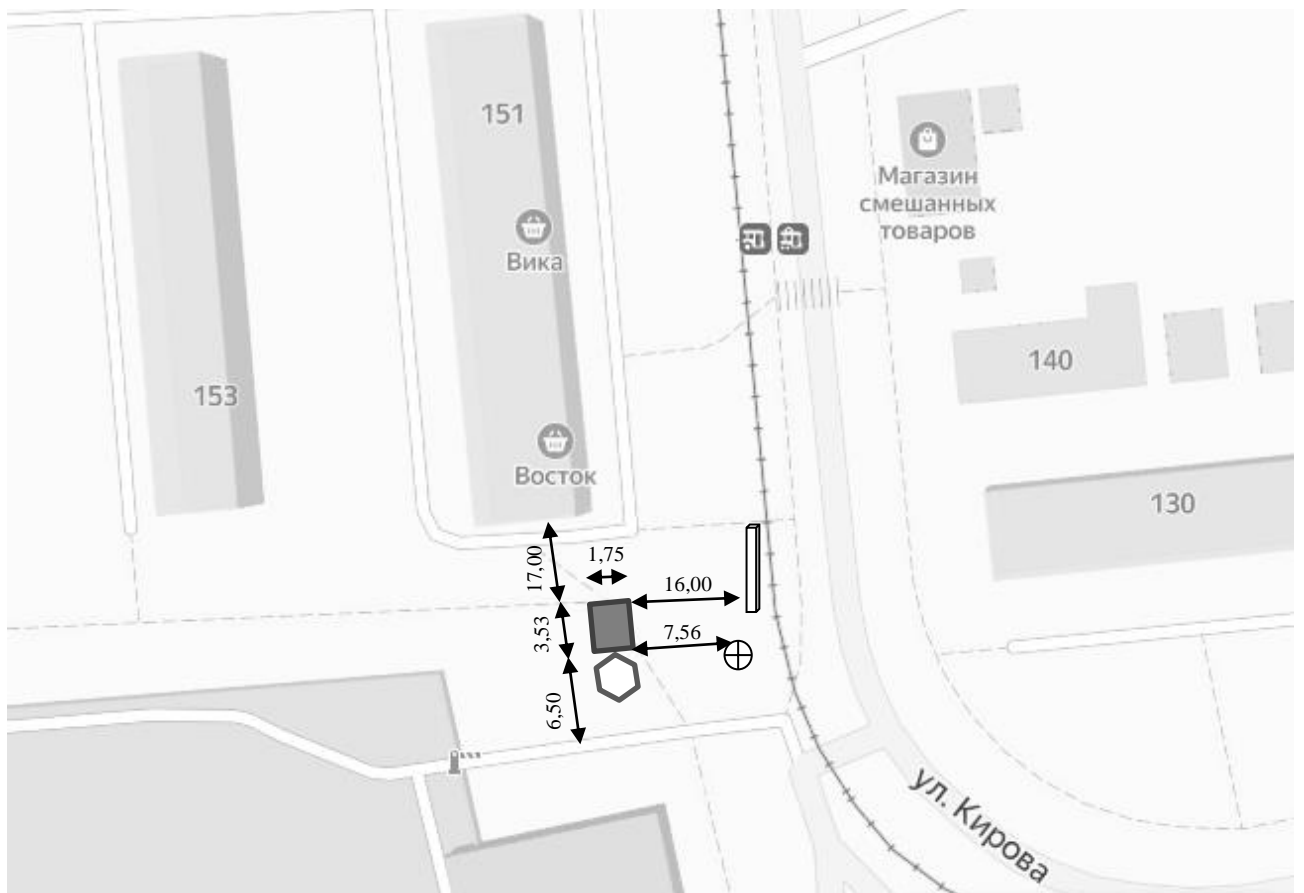 151
Магазин
смешанных
товаров
Вика
140
153
Восток
130
17,00
1,75
16,00
3,53
7,56
6,50
ул. Кирова